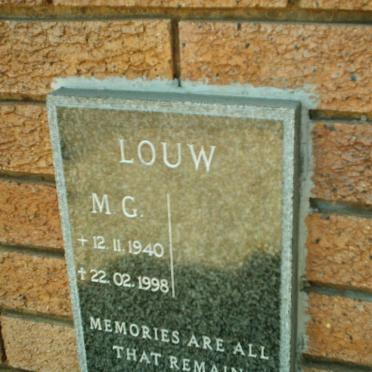 LOUW
M.G.
+ 12.11.1940
† 22.02.1998
MEMORIES ARE ALL
THAT REMAIN